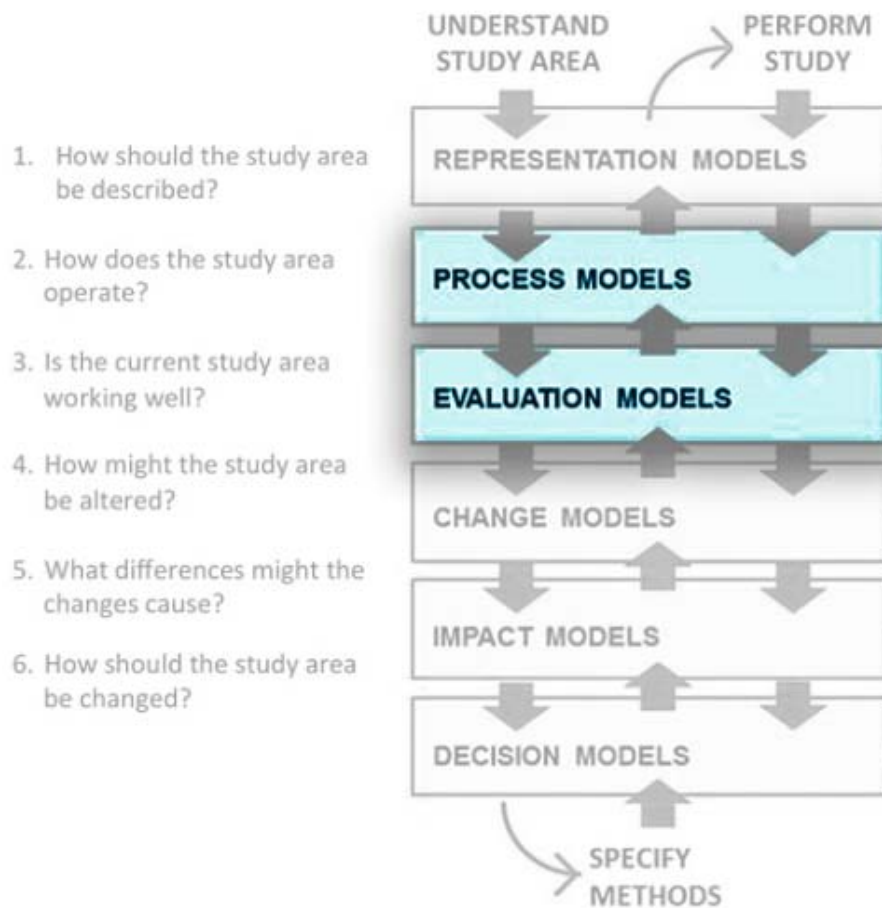 UNDERSTAND
STUDY AREA
PERFORM
STUDY
1. How should the study area
be described?
REPRESENTATION MODELS
2. How does the study area
operate?
PROCESS MODELS
3. Is the current study area
working well?
EVALUATION MODELS
4. How might the study area
be altered?
CHANGE MODELS
5. What differences might the
changes cause?
IMPACT MODELS
6. How should the study area
be changed?
DECISION MODELS
SPECIFY
METHODS